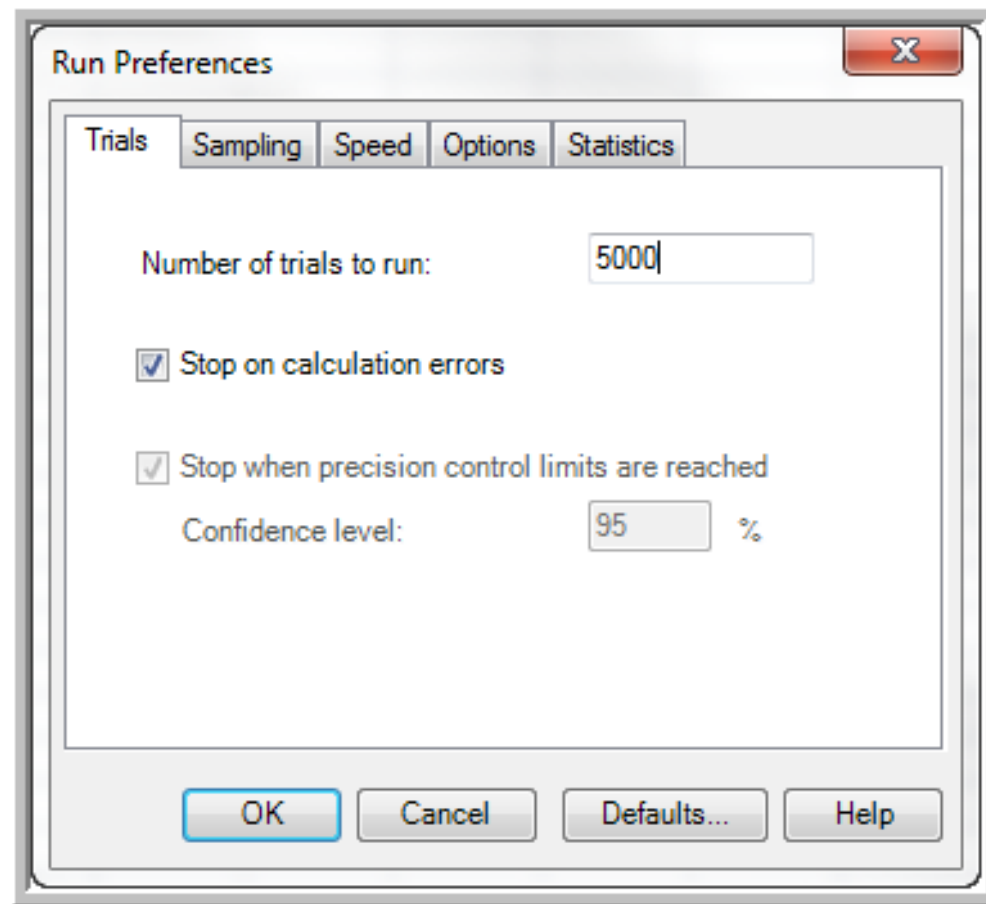 Run Preferences
Trials Sampling Speed Options Statistics
Number of trials to run: 5000
Stop on calculation errors
Stop when precision control limits are reached
Confidence level: 95 %
OK Cancel Defaults... Help